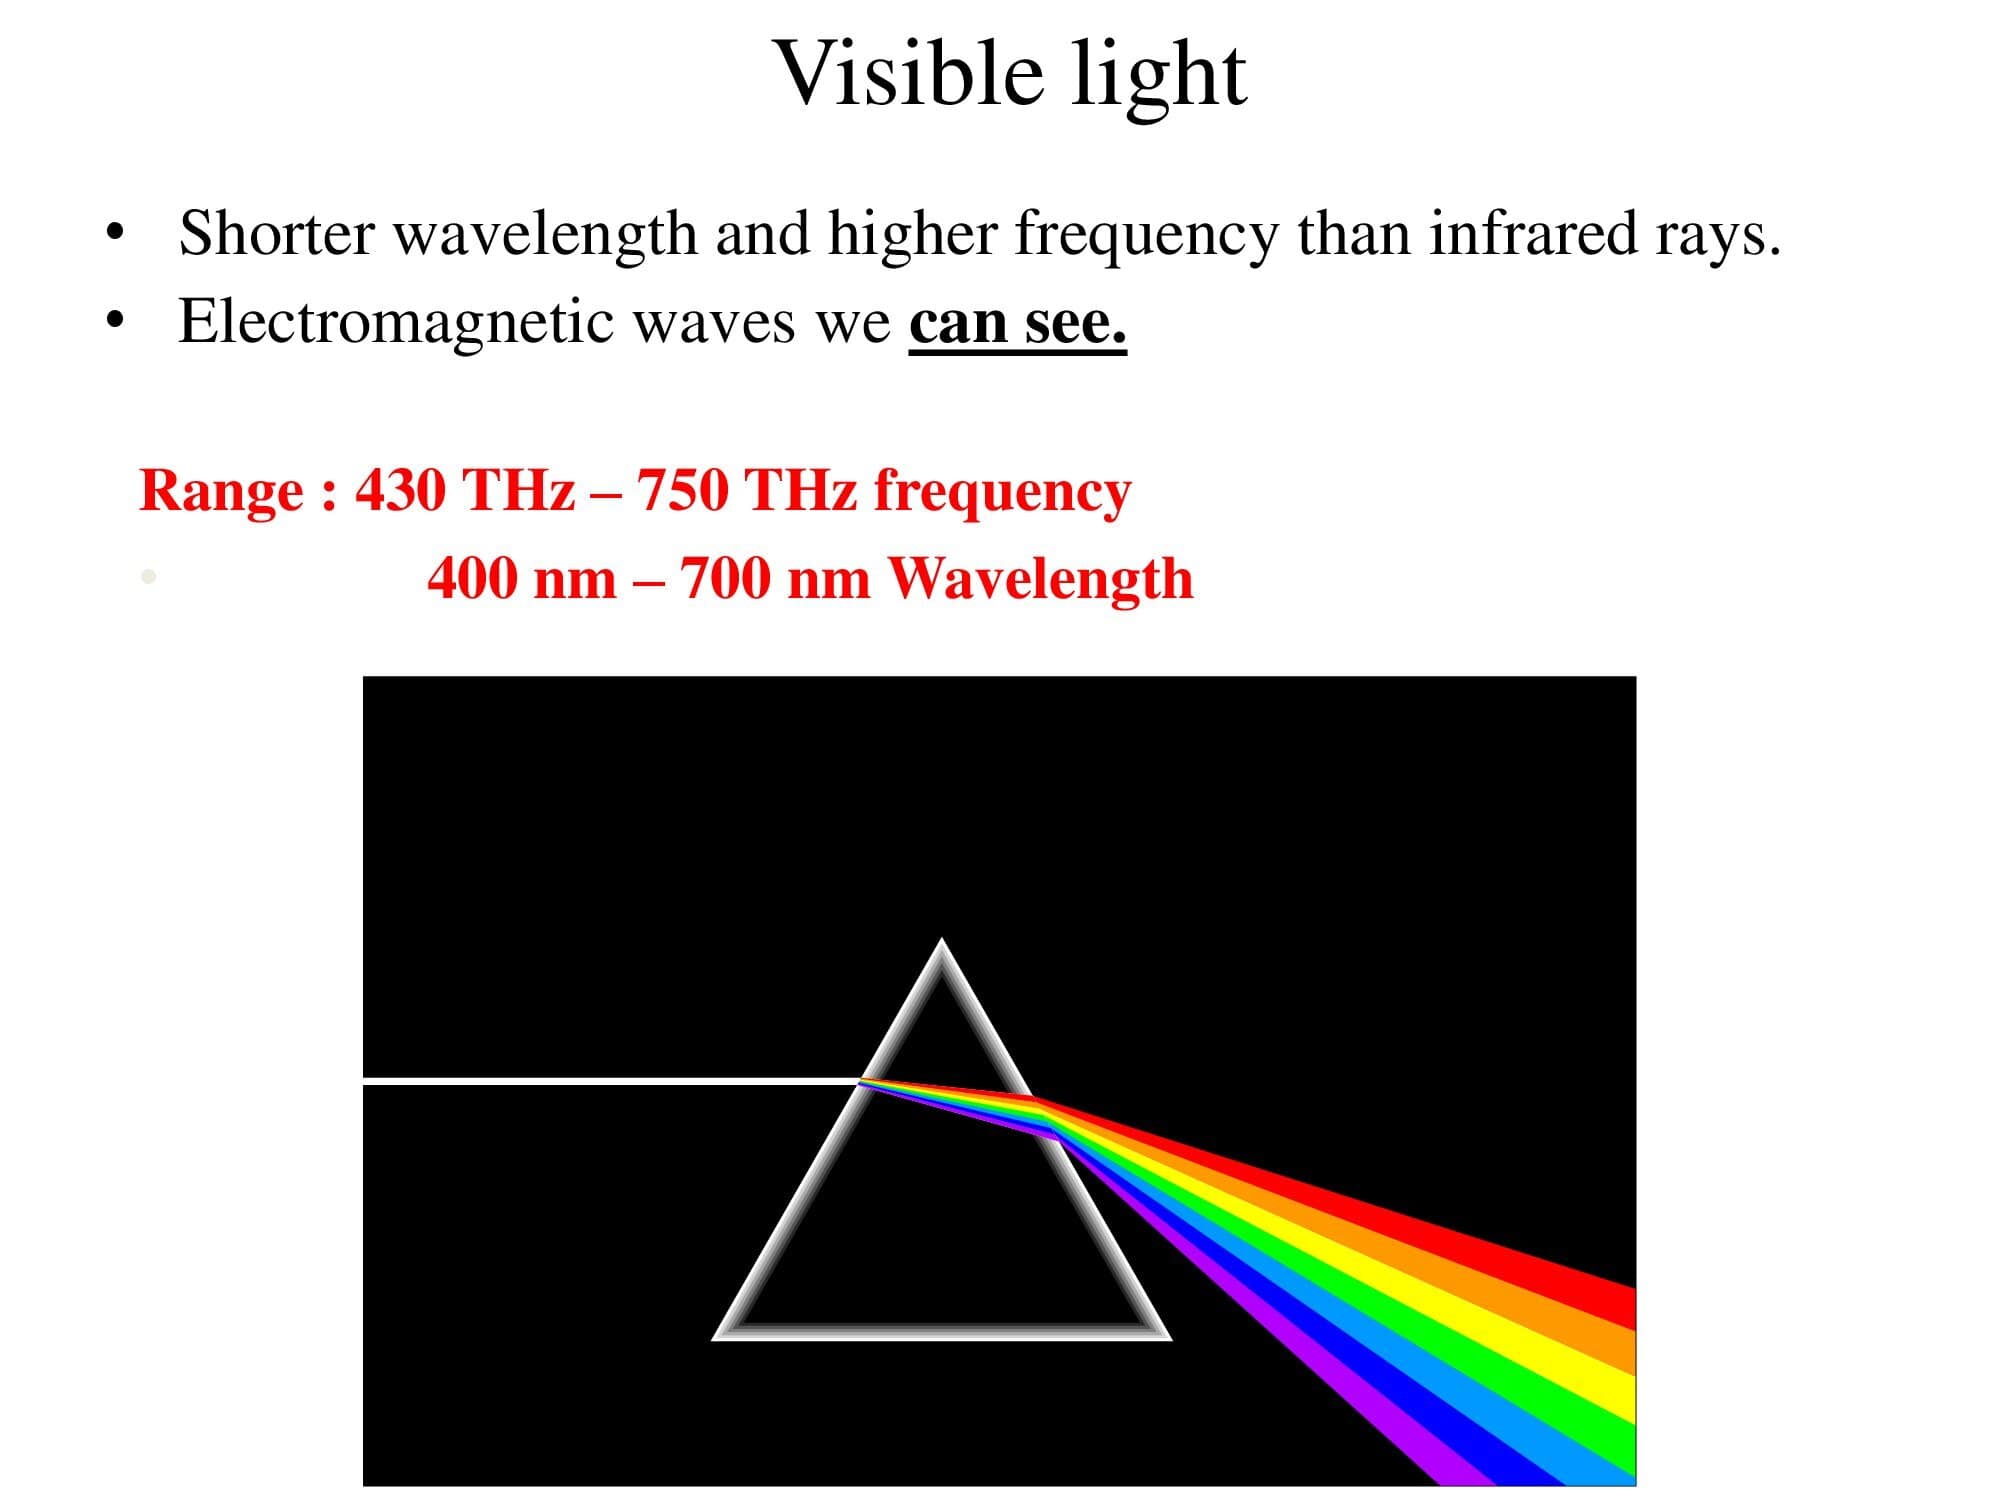 Visible light
• Shorter wavelength and higher frequency than infrared rays.
• Electromagnetic waves we can see.
Range : 430 THz – 750 THz frequency
• 400 nm – 700 nm Wavelength